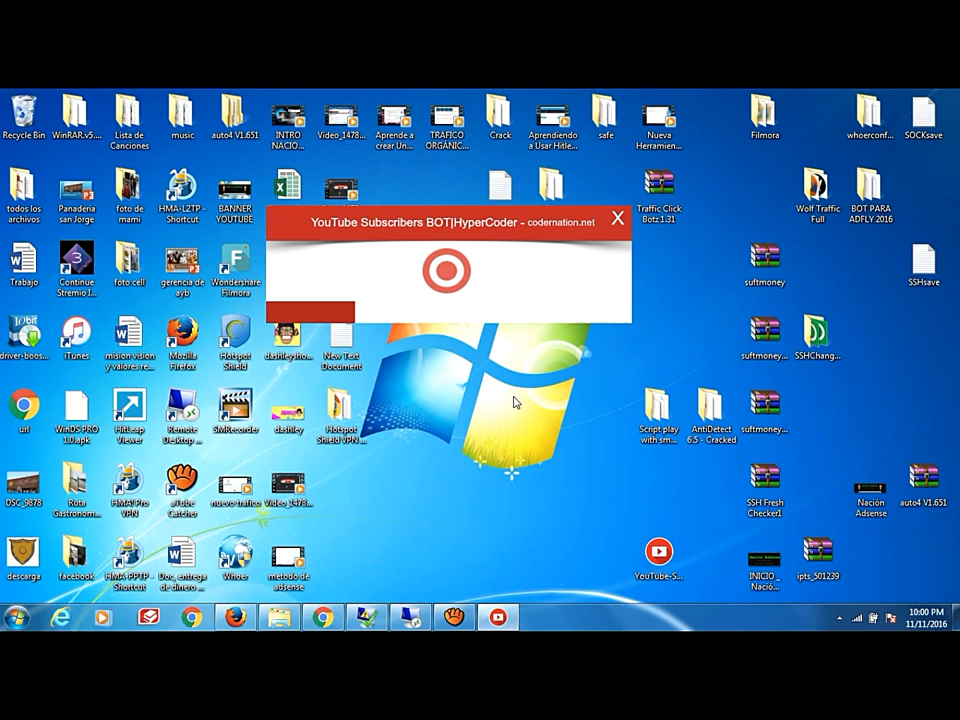 YouTube Subscribers BOT|HyperCoder - codernation.net
X
Recycle Bin
WinRAR.v5....
Lista de
Canciones
music
auto4 V1.651
INTRO
NACIO...
Video_1478...
Aprende a
crear Un...
TRAFICO
ORGÁNIC...
Crack
Aprendiendo
a Usar Hitle...
safe
Nueva
Herramien...
Filmora
whoerconf...
SOCKsave
todos los
archivos
Panaderia
san Jorge
foto de
mami
HMA-L2TP -
Shortcut
BANNER
YOUTUBE
Traffic Click
Botz 1.31
Wolf Traffic
Full
BOT PARA
ADFLY 2016
Trabajo
Continue
Stremio I...
foto cell
gerencia de
ayb
Wondershare
Filmora
suftmoney
SSHsave
driver-boos...
iTunes
mision vision
y valores re...
Mozilla
Firefox
Hotspot
Shield
dashleysho...
New Text
Document
suftmoney...
SSHChang...
url
WinDS PRO
1.0.apk
HitLeap
Viewer
Remote
Desktop ...
SMRecorder
dashley
Hotspot
Shield VPN ...
Script play
with sm...
AntiDetect
6.5 - Cracked
suftmoney...
DSC_9878
Ruta
Gastronom...
HMA! Pro
VPN
aTube
Catcher
nuevo trafico
Video_1478...
SSH Fresh
Checker1
Nación
Adsense
auto4 V1.651
descarga
facebook
HMA-PPTP -
Shortcut
Doc, entrega
de dinero ...
Whoer
metodo de
adsense
YouTube-S...
INICIO _
Nació...
ipts_501239
10:00 PM
11/11/2016